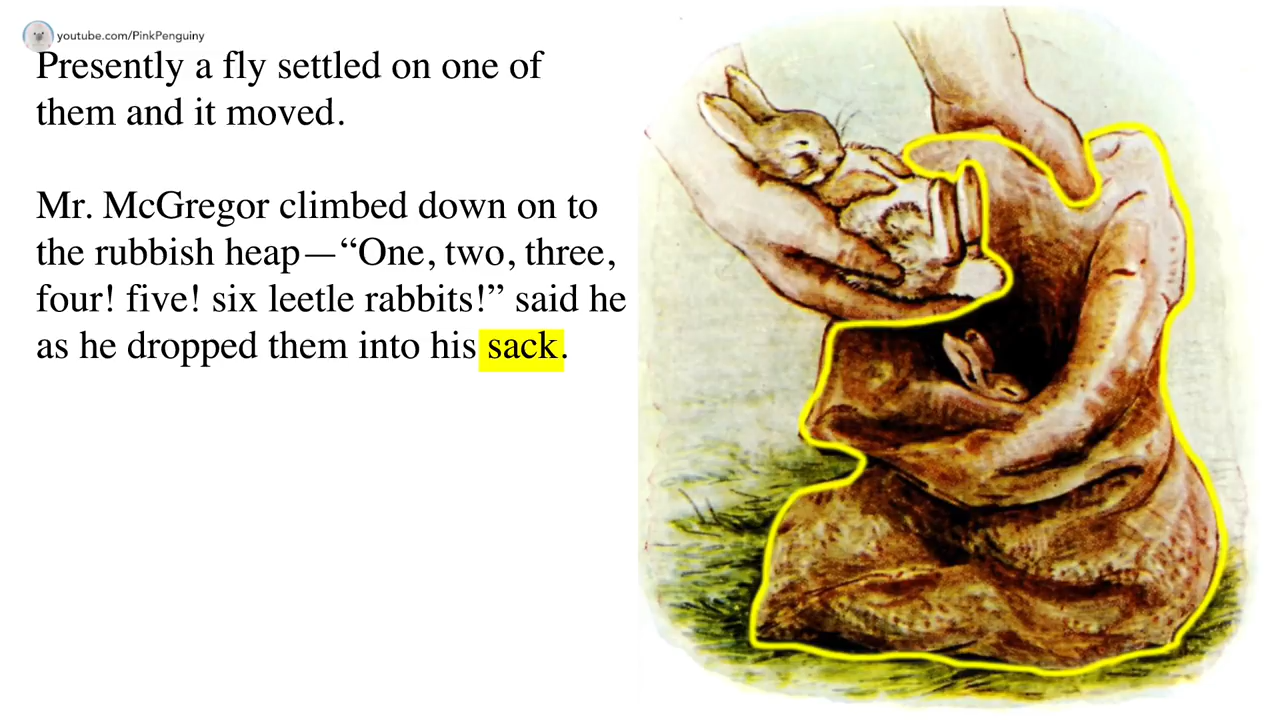 youtube.com/PinkPenguiny
Presently a fly settled on one of
them and it moved.
Mr. McGregor climbed down on to
the rubbish heap—“One, two, three,
four! five! six leetle rabbits!” said he
as he dropped them into his sack.